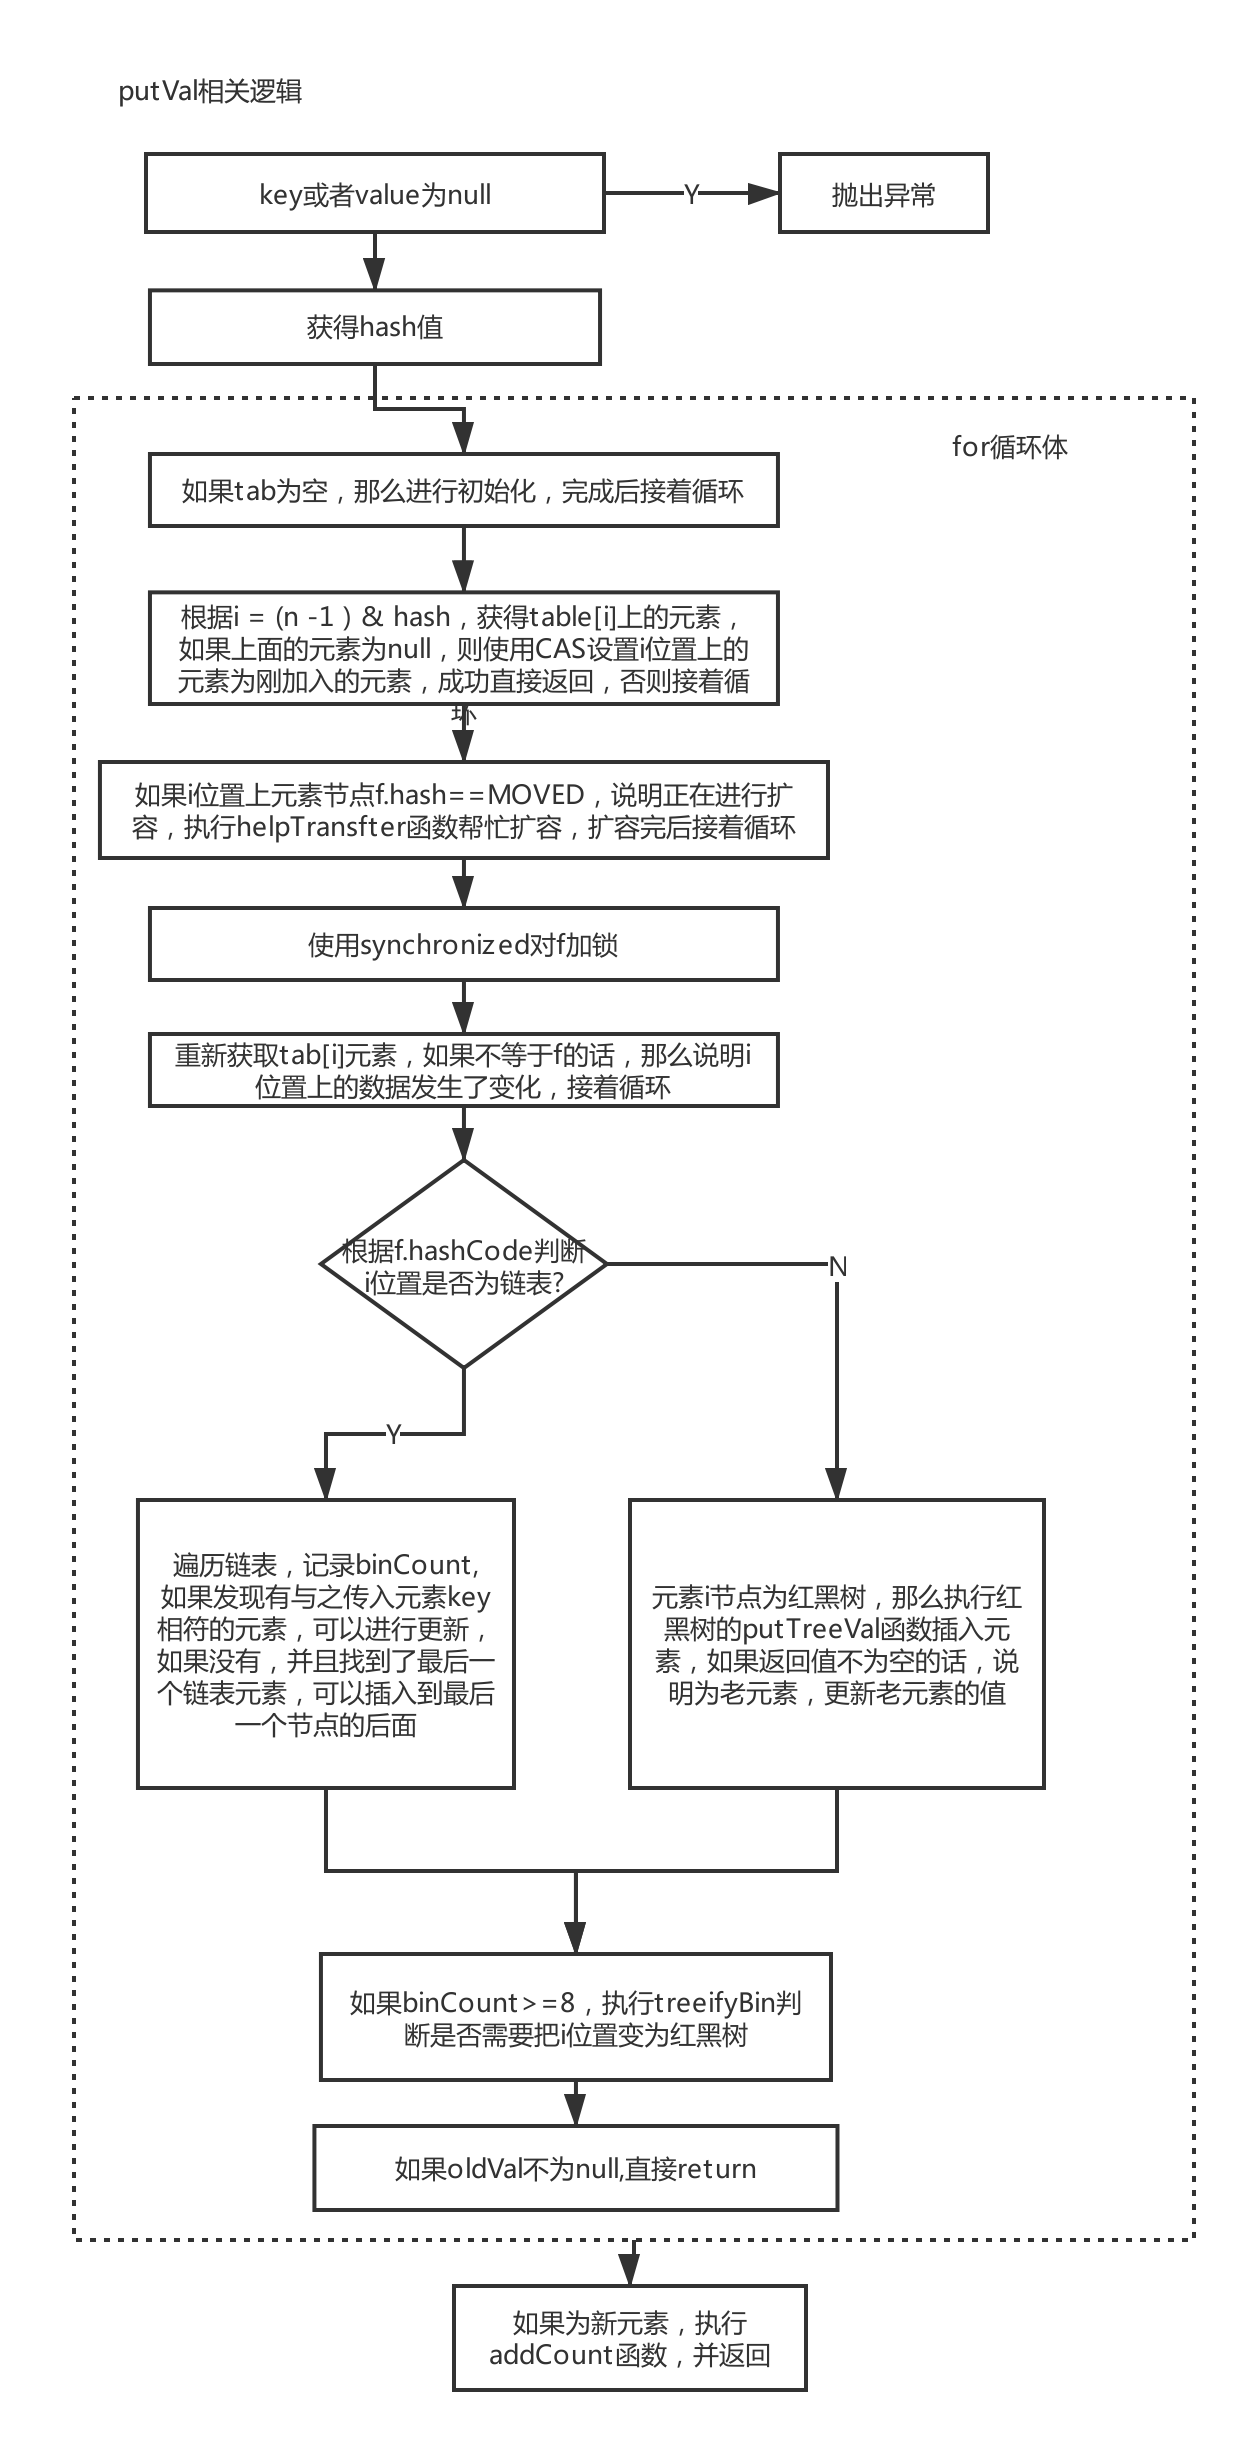 putVal相关逻辑
key或者value为null
Y
抛出异常
获得hash值
for循环体
如果tab为空，那么进行初始化，完成后接着循环
根据i = (n -1 ) & hash，获得table[i]上的元素，
如果上面的元素为null，则使用CAS设置i位置上的
元素为刚加入的元素，成功直接返回，否则接着循
环
如果i位置上元素节点f.hash==MOVED，说明正在进行扩
容，执行helpTransfter函数帮忙扩容，扩容完后接着循环
使用synchronized对f加锁
重新获取tab[i]元素，如果不等于f的话，那么说明i
位置上的数据发生了变化，接着循环
根据f.hashCode判断
i位置是否为链表?
N
Y
遍历链表，记录binCount,
如果发现有与之传入元素key
相符的元素，可以进行更新，
如果没有，并且找到了最后一
个链表元素，可以插入到最后
一个节点的后面
元素i节点为红黑树，那么执行红
黑树的putTreeVal函数插入元
素，如果返回值不为空的话，说
明为老元素，更新老元素的值
如果binCount>=8，执行treeifyBin判
断是否需要把i位置变为红黑树
如果oldVal不为null,直接return
如果为新元素，执行
addCount函数，并返回